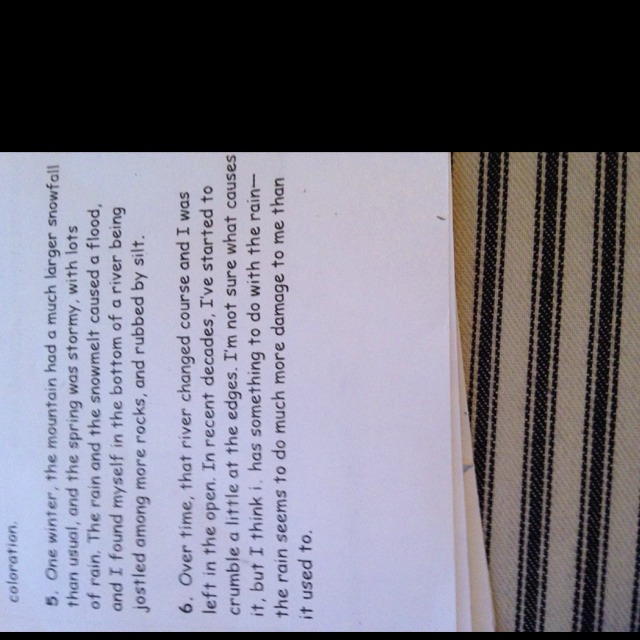 coloration.
5. One winter, the mountain had a much larger snowfall
than usual, and the spring was stormy, with lots
of rain. The rain and the snowmelt caused a flood,
and I found myself in the bottom of a river being
jostled among more rocks, and rubbed by silt.
6. Over time, that river changed course and I was
left in the open. In recent decades, I've started to
crumble a little at the edges. I'm not sure what causes
it, but I think i. has something to do with the rain—
the rain seems to do much more damage to me than
it used to.